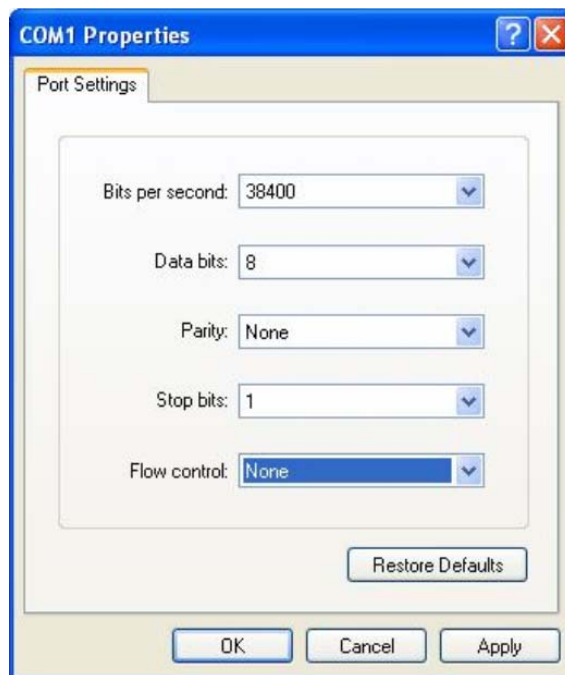 COM1 Properties
Port Settings
Bits per second: 38400
Data bits: 8
Parity: None
Stop bits: 1
Flow control: None
Restore Defaults
OK Cancel Apply